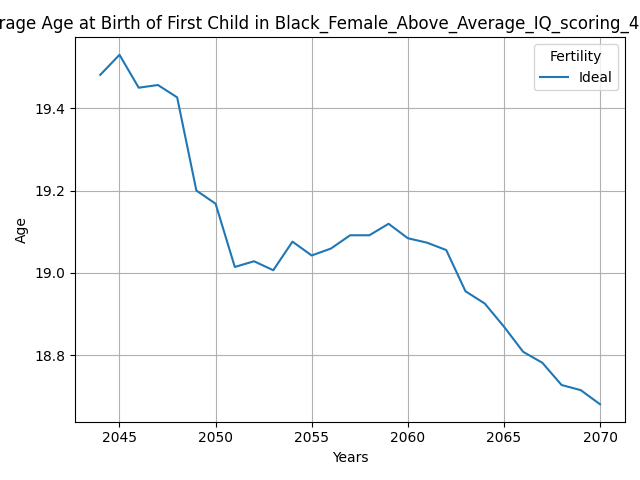 rage Age at Birth of First Child in Black_Female_Above_Average_IQ_scoring_4
Fertility
Ideal
19.4
19.2
19.0
18.8
Age
2045 2050 2055 2060 2065 2070
Years